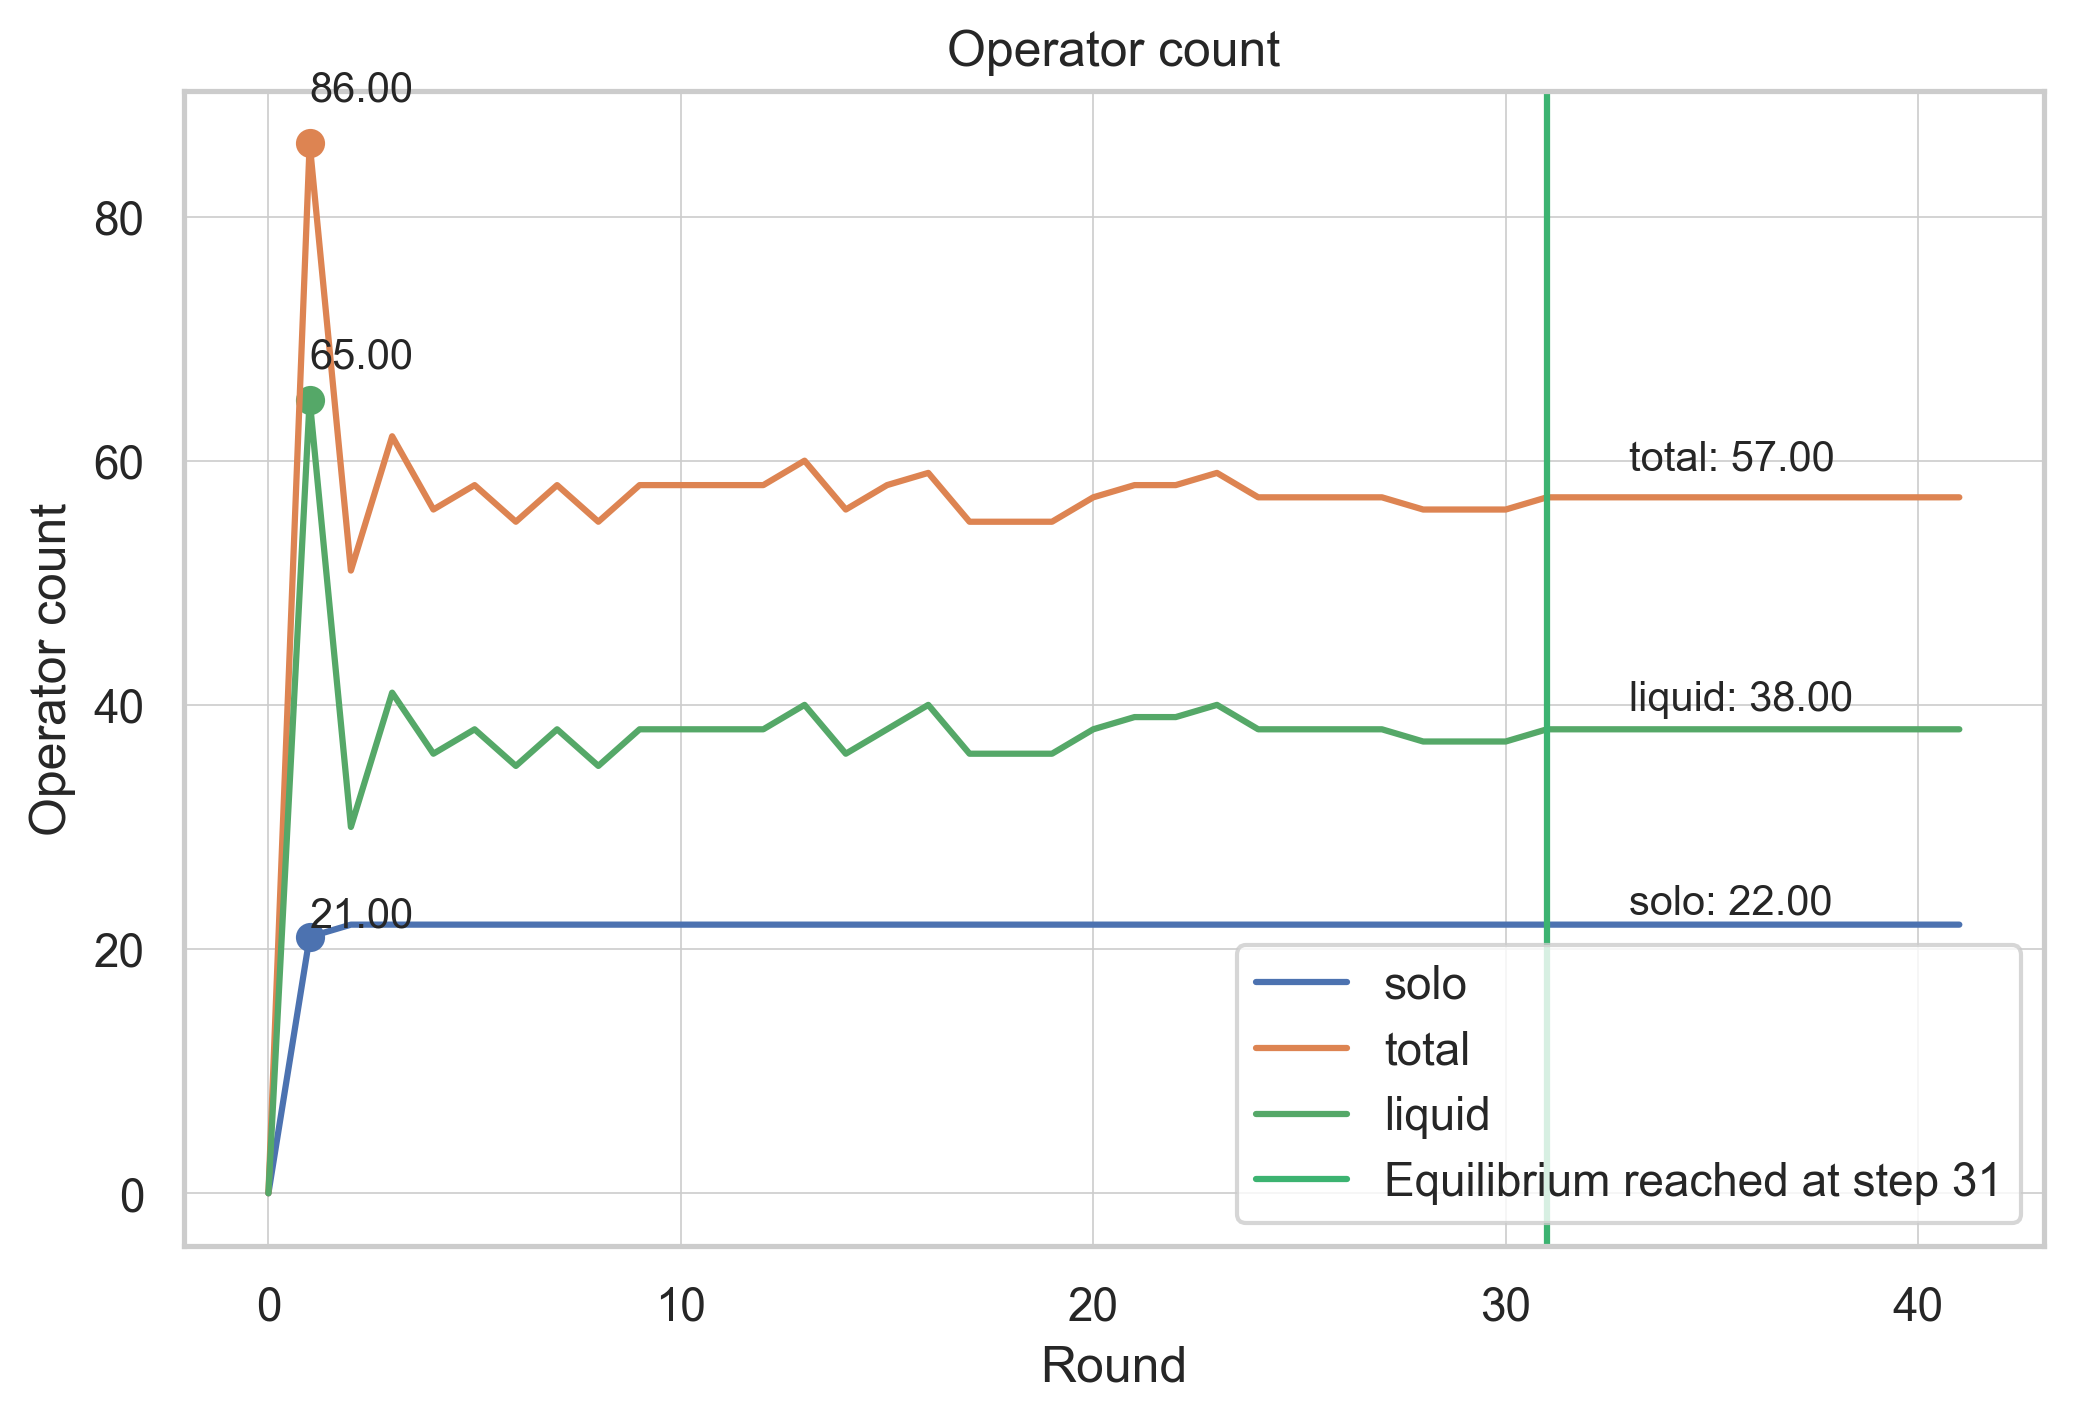 Operator count
86.00
80
65.00
60
total: 57.00
Operator count
40
liquid: 38.00
21.00
solo: 22.00
20
solo
total
liquid
Equilibrium reached at step 31
0
0 10 20 30 40
Round